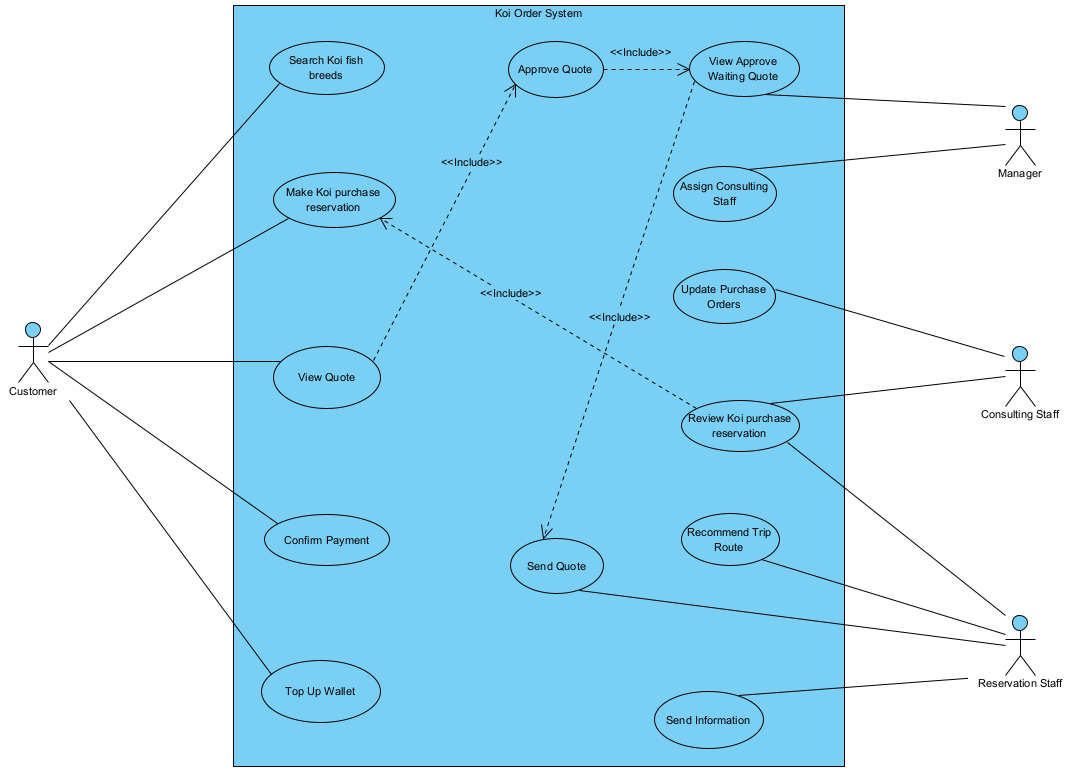 Koi Order System
Search Koi fish
breeds
Approve Quote
<<Include>>
View Approve
Waiting Quote
Manager
<<Include>>
Make Koi purchase
reservation
Assign Consulting
Staff
<<Include>>
<<Include>>
Update Purchase
Orders
Customer
View Quote
Consulting Staff
Review Koi purchase
reservation
Confirm Payment
Recommend Trip
Route
Send Quote
Reservation Staff
Top Up Wallet
Send Information